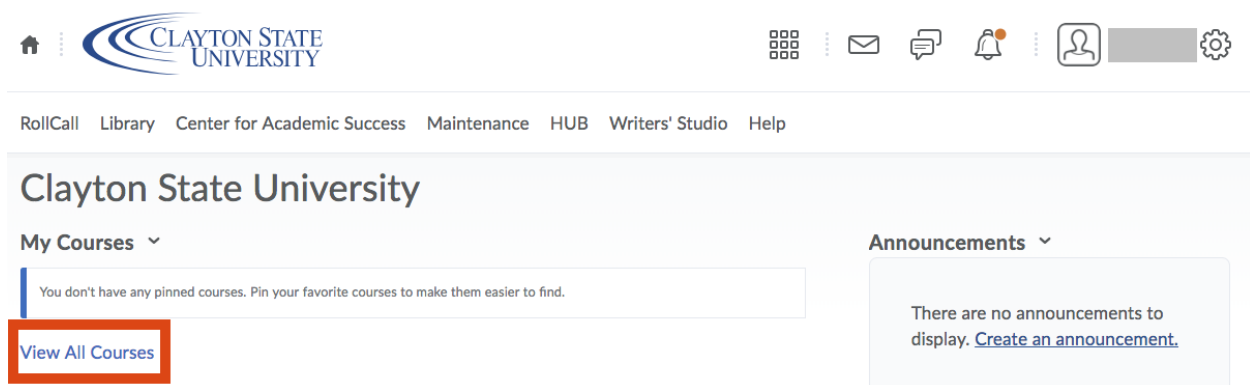 CLAYTON STATE
UNIVERSITY
RollCall Library Center for Academic Success Maintenance HUB Writers' Studio Help
Clayton State University
My Courses
You don't have any pinned courses. Pin your favorite courses to make them easier to find.
View All Courses
Announcements
There are no announcements to
display. Create an announcement.